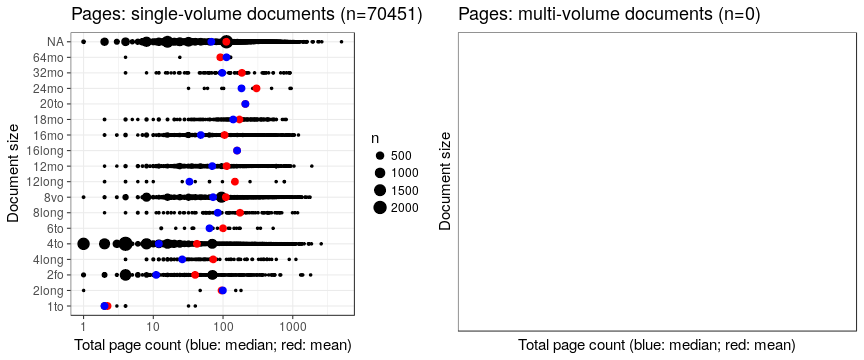 Pages: single-volume documents (n=70451)
NA
64mo
32mo
24mo
20to
18mo
16mo
16long
12mo
12long
8vo
8long
6to
4to
4long
2fo
2long
1to
Document size
1 10 100 1000
Total page count (blue: median; red: mean)
n
500
1000
1500
2000
Pages: multi-volume documents (n=0)
Document size
Total page count (blue: median; red: mean)